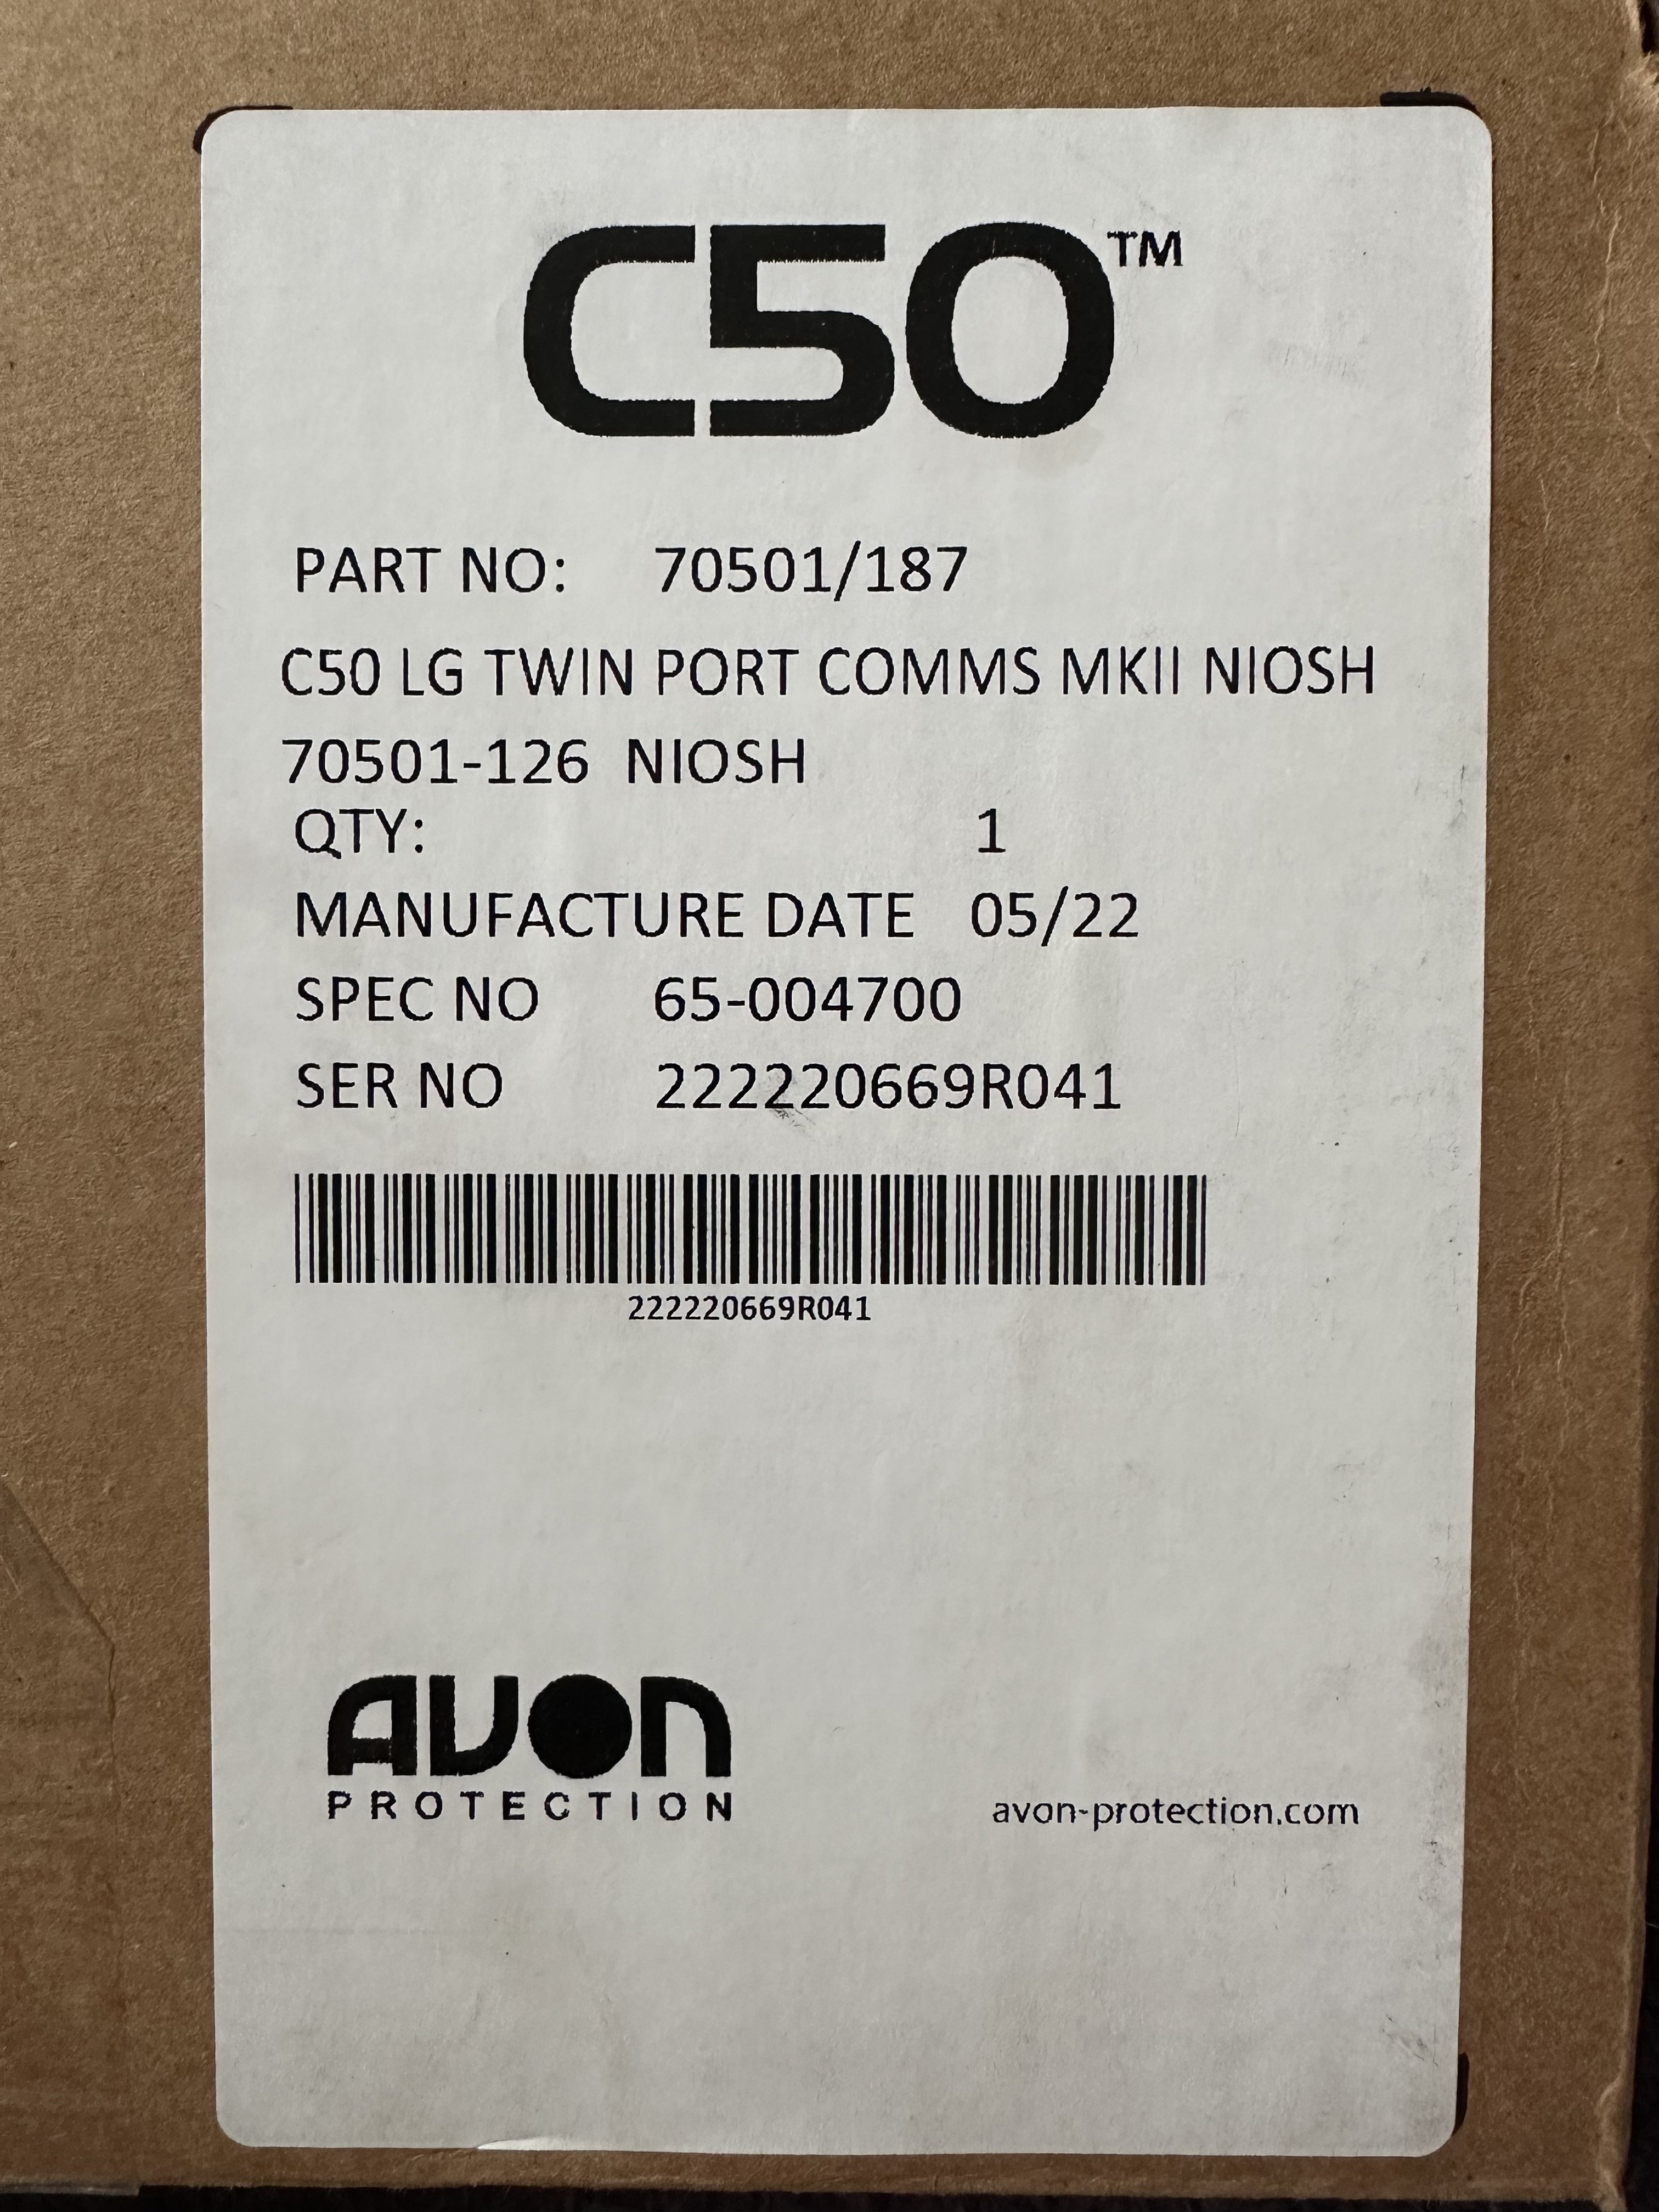 C50™
PART NO: 70501/187
C50 LG TWIN PORT COMMS MKII NIOSH
70501-126 NIOSH
QTY: 1
MANUFACTURE DATE 05/22
SPEC NO 65-004700
SER NO 222220669R041
222220669R041
AVON
PROTECTION
avon-protection.com